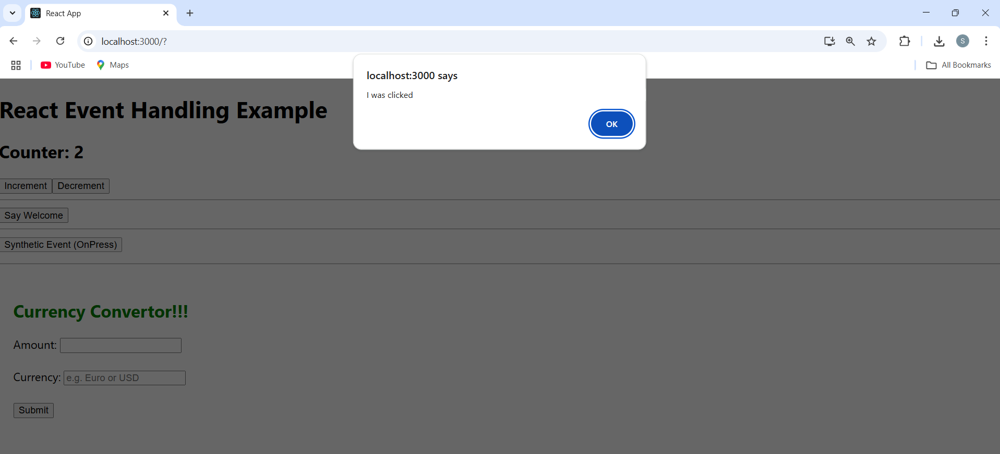 React App
localhost:3000/?
S
YouTube
Maps
All Bookmarks
localhost:3000 says
I was clicked
OK
React Event Handling Example
Counter: 2
Increment Decrement
Say Welcome
Synthetic Event (OnPress)
Currency Convertor!!!
Amount:
Currency: e.g. Euro or USD
Submit